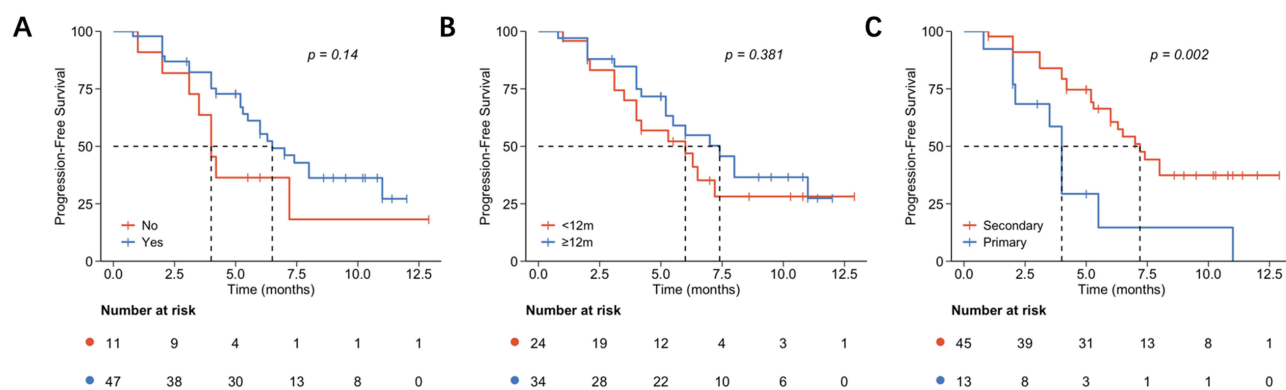 A
Progression-Free Survival
100
75
50
25
0
p = 0.14
No
Yes
0.0 2.5 5.0 7.5 10.0 12.5
Time (months)
Number at risk
11 9 4 1 1 1
47 38 30 13 8 0
B
Progression-Free Survival
100
75
50
25
0
p = 0.381
<12m
≥12m
0.0 2.5 5.0 7.5 10.0 12.5
Time (months)
Number at risk
24 19 12 4 3 1
34 28 22 10 6 0
C
Progression-Free Survival
100
75
50
25
0
p = 0.002
Secondary
Primary
0.0 2.5 5.0 7.5 10.0 12.5
Time (months)
Number at risk
45 39 31 13 8 1
13 8 3 1 1 0